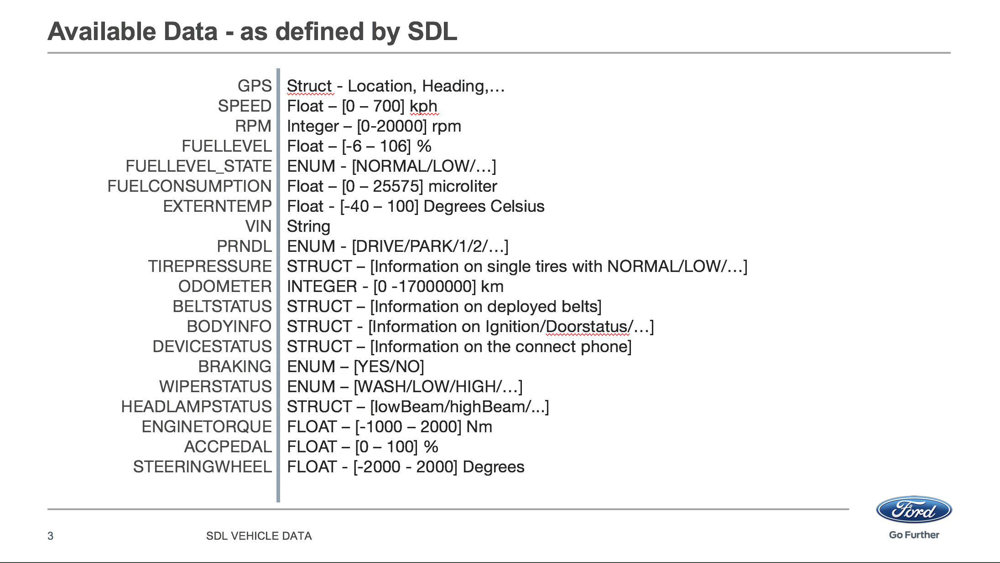 Available Data - as defined by SDL
GPS Struct - Location, Heading,…
SPEED Float – [0 – 700] kph
RPM Integer – [0-20000] rpm
FUELLEVEL Float – [-6 – 106] %
FUELLEVEL_STATE ENUM - [NORMAL/LOW/…]
FUELCONSUMPTION Float – [0 – 25575] microliter
EXTERNTEMP Float - [-40 – 100] Degrees Celsius
VIN String
PRNDL ENUM - [DRIVE/PARK/1/2/…]
TIREPRESSURE STRUCT – [Information on single tires with NORMAL/LOW/…]
ODOMETER INTEGER - [0 -17000000] km
BELTSTATUS STRUCT – [Information on deployed belts]
BODYINFO STRUCT - [Information on Ignition/Doorstatus/…]
DEVICESTATUS STRUCT – [Information on the connect phone]
BRAKING ENUM – [YES/NO]
WIPERSTATUS ENUM – [WASH/LOW/HIGH/…]
HEADLAMPSTATUS STRUCT – [lowBeam/highBeam/...]
ENGINETORQUE FLOAT – [-1000 – 2000] Nm
ACCPEDAL FLOAT – [0 – 100] %
STEERINGWHEEL FLOAT - [-2000 - 2000] Degrees
Ford
Go Further
3 SDL VEHICLE DATA